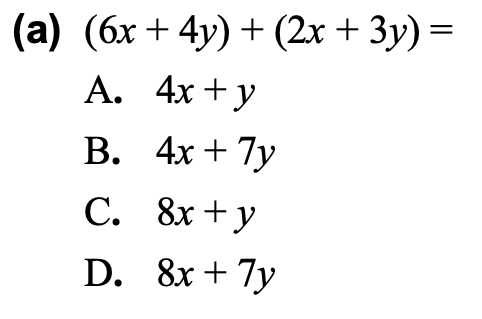 (a) (6x + 4y) + (2x + 3y) =
A. 4x + y
B. 4x + 7y
C. 8x + y
D. 8x + 7y